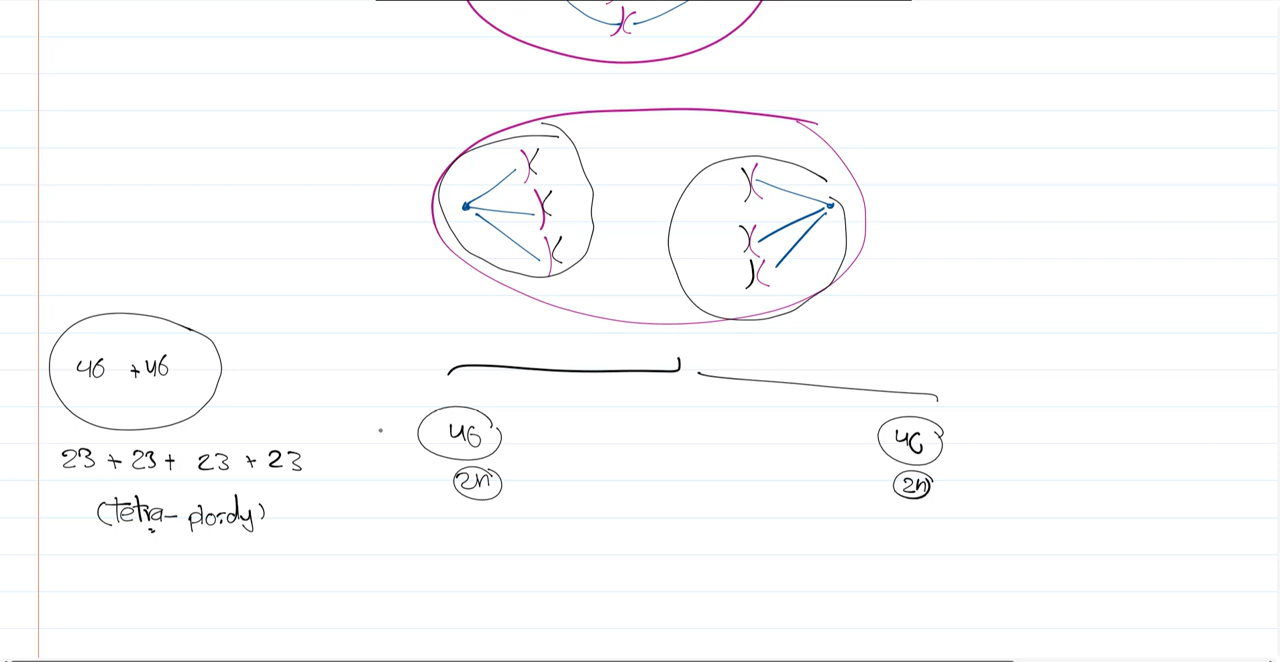 46 + 46
23 + 23 + 23 + 23
(tetra-ploidy)
46
2n
46
2n